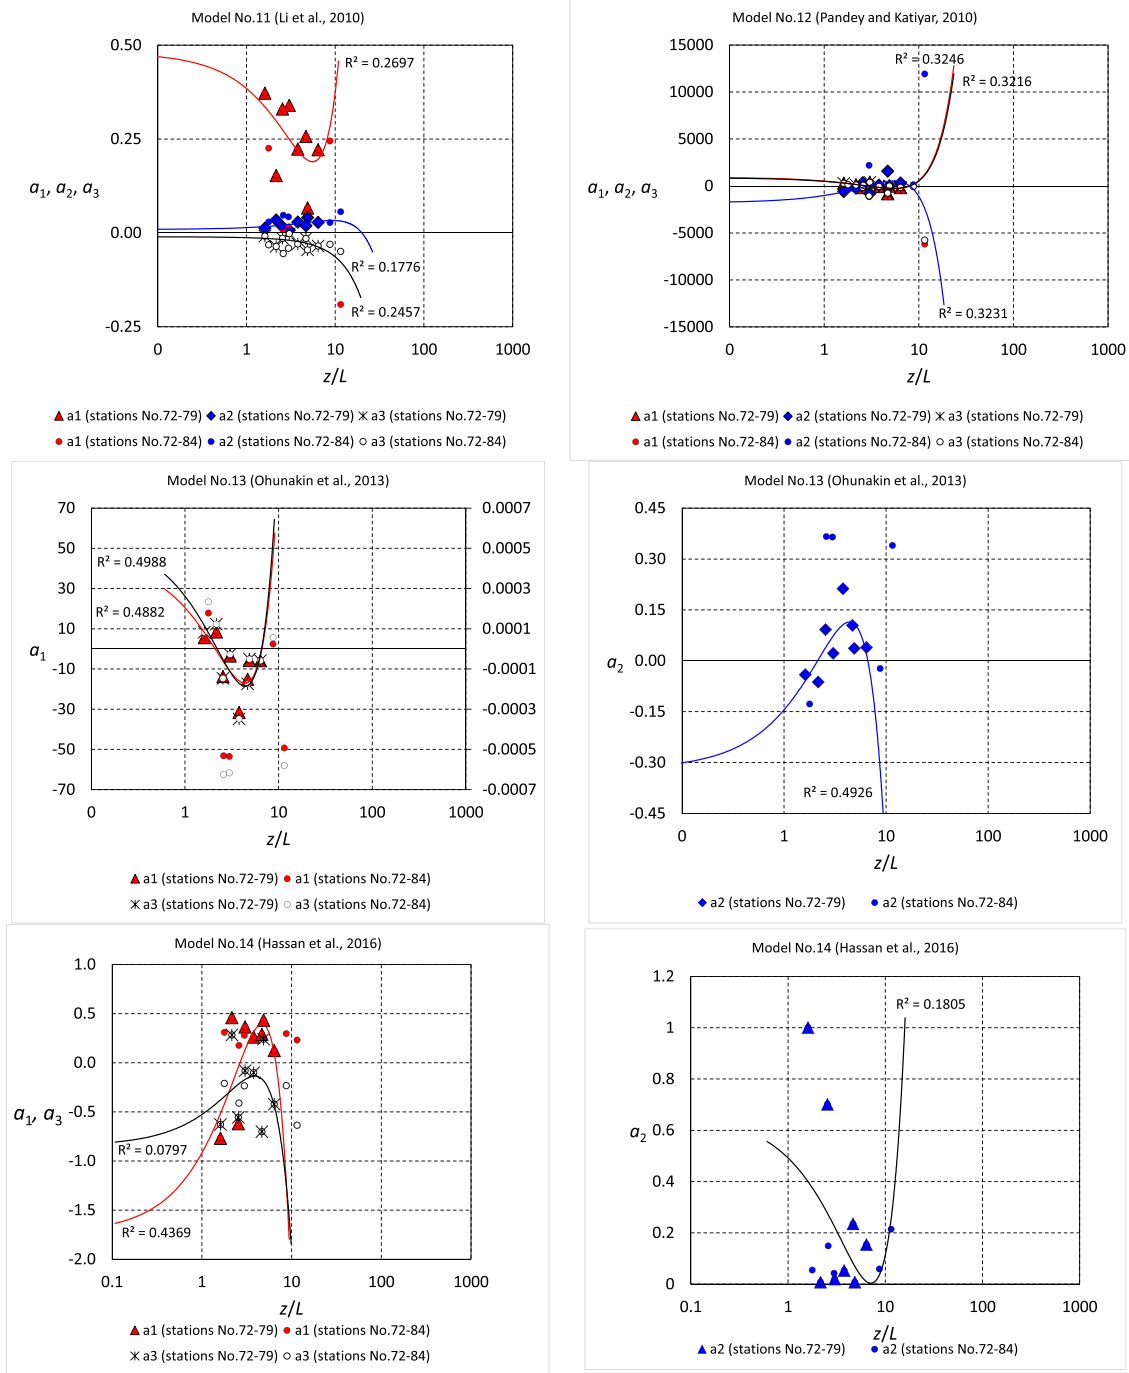 Model No.11 (Li et al., 2010)
0.50
0.25
0.00
-0.25
a1, a2, a3
R² = 0.2697
R² = 0.1776
R² = 0.2457
0 1 10 100 1000
z/L
a1 (stations No.72-79) a2 (stations No.72-79) a3 (stations No.72-79)
a1 (stations No.72-84) a2 (stations No.72-84) a3 (stations No.72-84)
Model No.12 (Pandey and Katiyar, 2010)
15000
10000
5000
0
-5000
-10000
-15000
a1, a2, a3
R² = 0.3246
R² = 0.3216
R² = 0.3231
0 1 10 100 1000
z/L
a1 (stations No.72-79) a2 (stations No.72-79) a3 (stations No.72-79)
a1 (stations No.72-84) a2 (stations No.72-84) a3 (stations No.72-84)
Model No.13 (Ohunakin et al., 2013)
70
50
30
10
-10
-30
-50
-70
a1
R² = 0.4988
R² = 0.4882
0.0007
0.0005
0.0003
0.0001
-0.0001
-0.0003
-0.0005
-0.0007
0 1 10 100 1000
z/L
a1 (stations No.72-79) a1 (stations No.72-84)
a3 (stations No.72-79) a3 (stations No.72-84)
Model No.13 (Ohunakin et al., 2013)
0.45
0.30
0.15
0.00
-0.15
-0.30
-0.45
a2
R² = 0.4926
0 1 10 100 1000
z/L
a2 (stations No.72-79) a2 (stations No.72-84)
Model No.14 (Hassan et al., 2016)
1.0
0.5
0.0
-0.5
-1.0
-1.5
-2.0
a1, a3
R² = 0.0797
R² = 0.4369
0.1 1 10 100 1000
z/L
a1 (stations No.72-79) a1 (stations No.72-84)
a3 (stations No.72-79) a3 (stations No.72-84)
Model No.14 (Hassan et al., 2016)
1.2
1
0.8
0.6
0.4
0.2
0
a2
R² = 0.1805
0.1 1 10 100 1000
z/L
a2 (stations No.72-79) a2 (stations No.72-84)